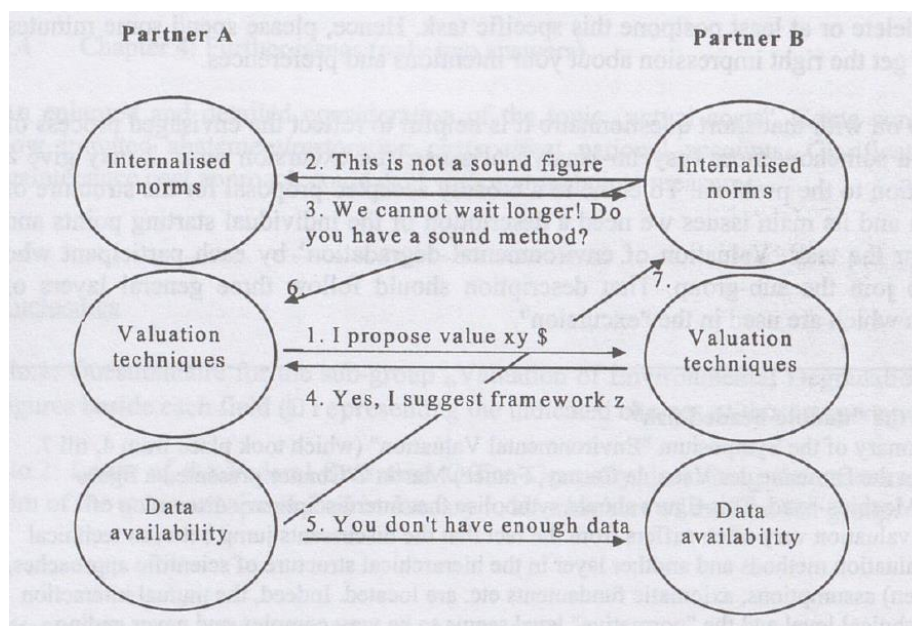 Partner A
Partner B
Internalised
norms
2. This is not a sound figure
Internalised
norms
3. We cannot wait longer! Do
you have a sound method?
6.
7.
Valuation
techniques
1. I propose value xy $
Valuation
techniques
4. Yes, I suggest framework z
Data
availability
5. You don't have enough data
Data
availability